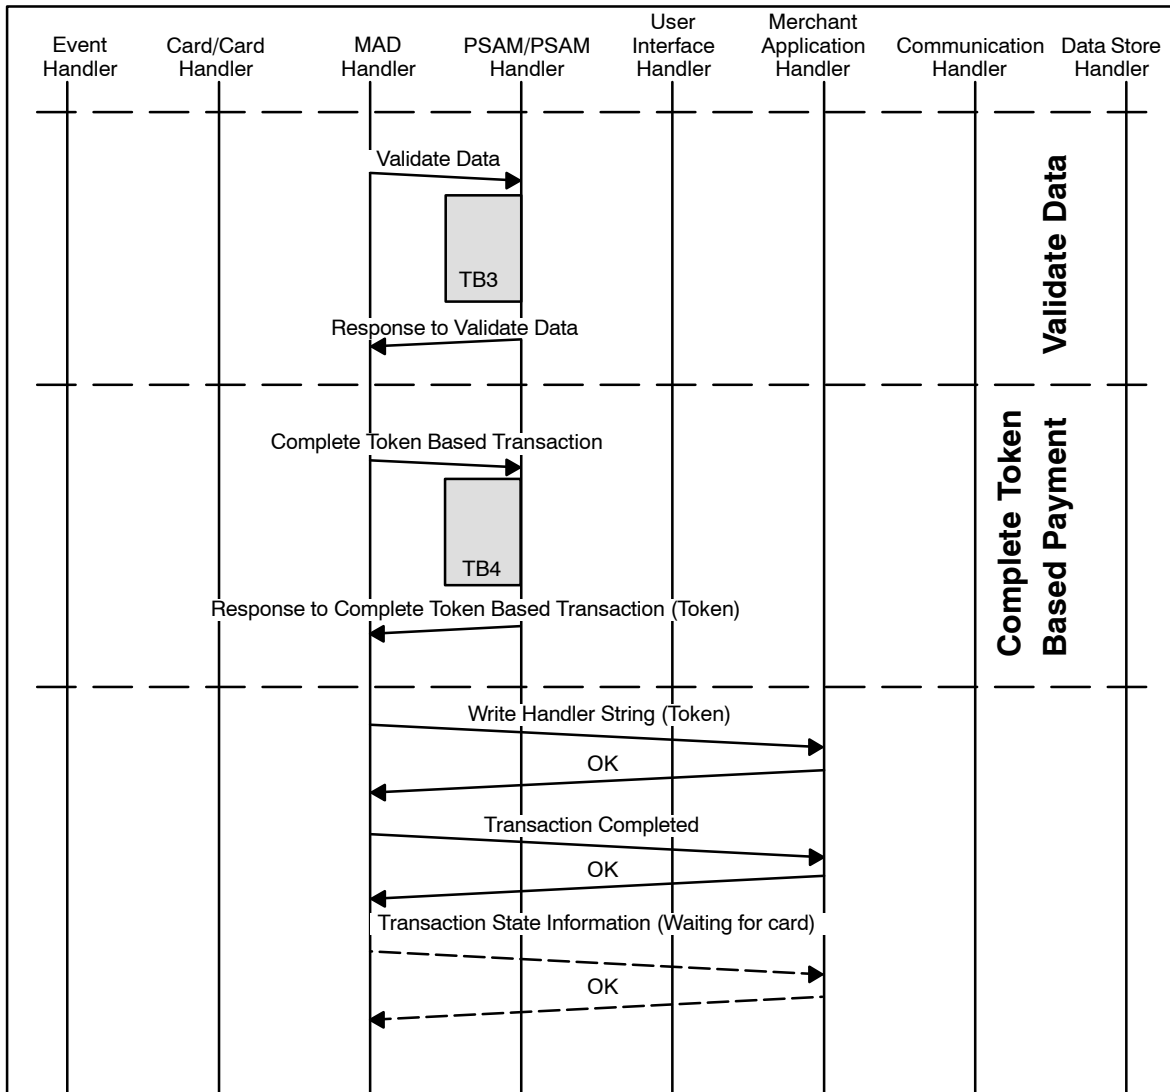 Event
Handler
Card/Card
Handler
MAD
Handler
PSAM/PSAM
Handler
User
Interface
Handler
Merchant
Application
Handler
Communication
Handler
Data Store
Handler
Validate Data
TB3
Response to Validate Data
Validate Data
Complete Token Based Transaction
TB4
Response to Complete Token Based Transaction (Token)
Complete Token
Based Payment
Write Handler String (Token)
OK
Transaction Completed
OK
Transaction State Information (Waiting for card)
OK